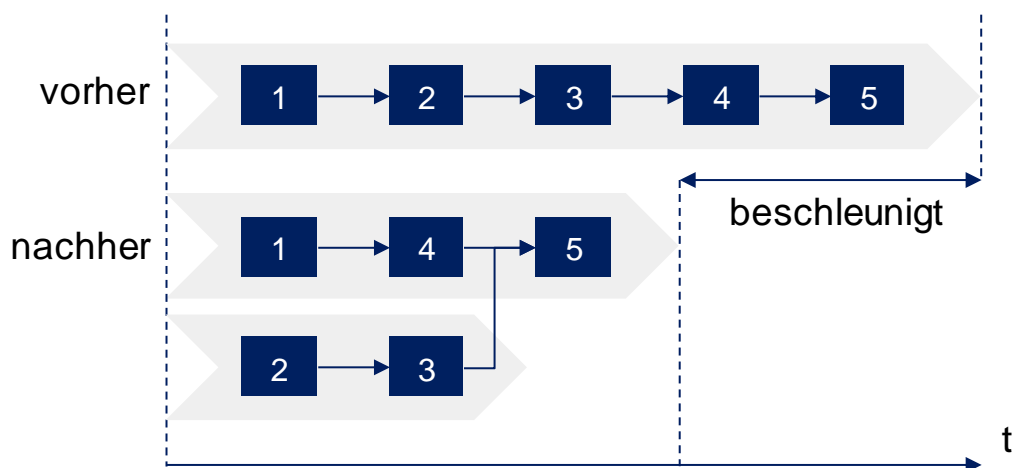 vorher
1 2 3 4 5
beschleunigt
nachher
1 4 5
2 3
t